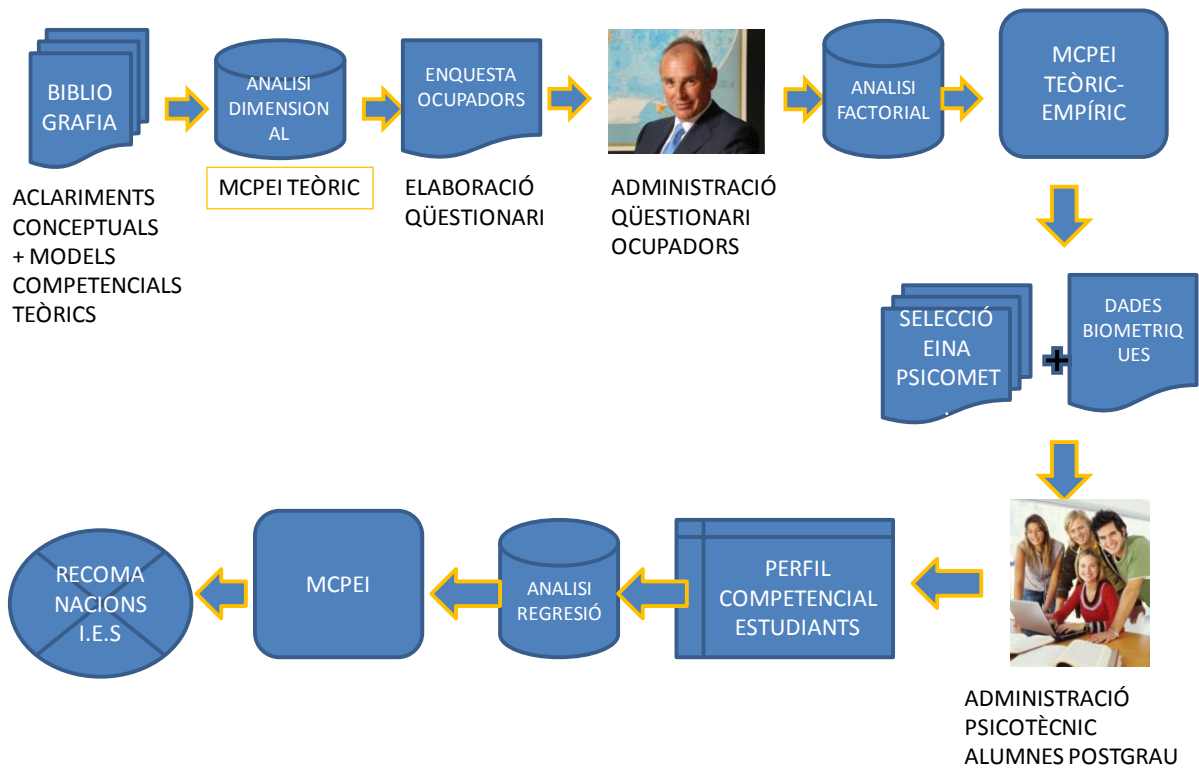 BIBLIO
GRAFIA
ACLARIMENTS
CONCEPTUALS
+ MODELS
COMPETENCIALS
TEÒRICS
ANALISI
DIMENSION
AL
MCPEI TEÒRIC
ENQUESTA
OCUPADORS
ELABORACIÓ
QÜESTIONARI
ADMINISTRACIÓ
QÜESTIONARI
OCUPADORS
ANALISI
FACTORIAL
MCPEI
TEÒRIC-
EMPÍRIC
SELECCIÓ
EINA
PSICOMET
.
+
DADES
BIOMETRIQ
UES
ADMINISTRACIÓ
PSICOTÈCNIC
ALUMNES POSTGRAU
PERFIL
COMPETENCIAL
ESTUDIANTS
ANALISI
REGRESIÓ
MCPEI
RECOMA
NACIONS
I.E.S